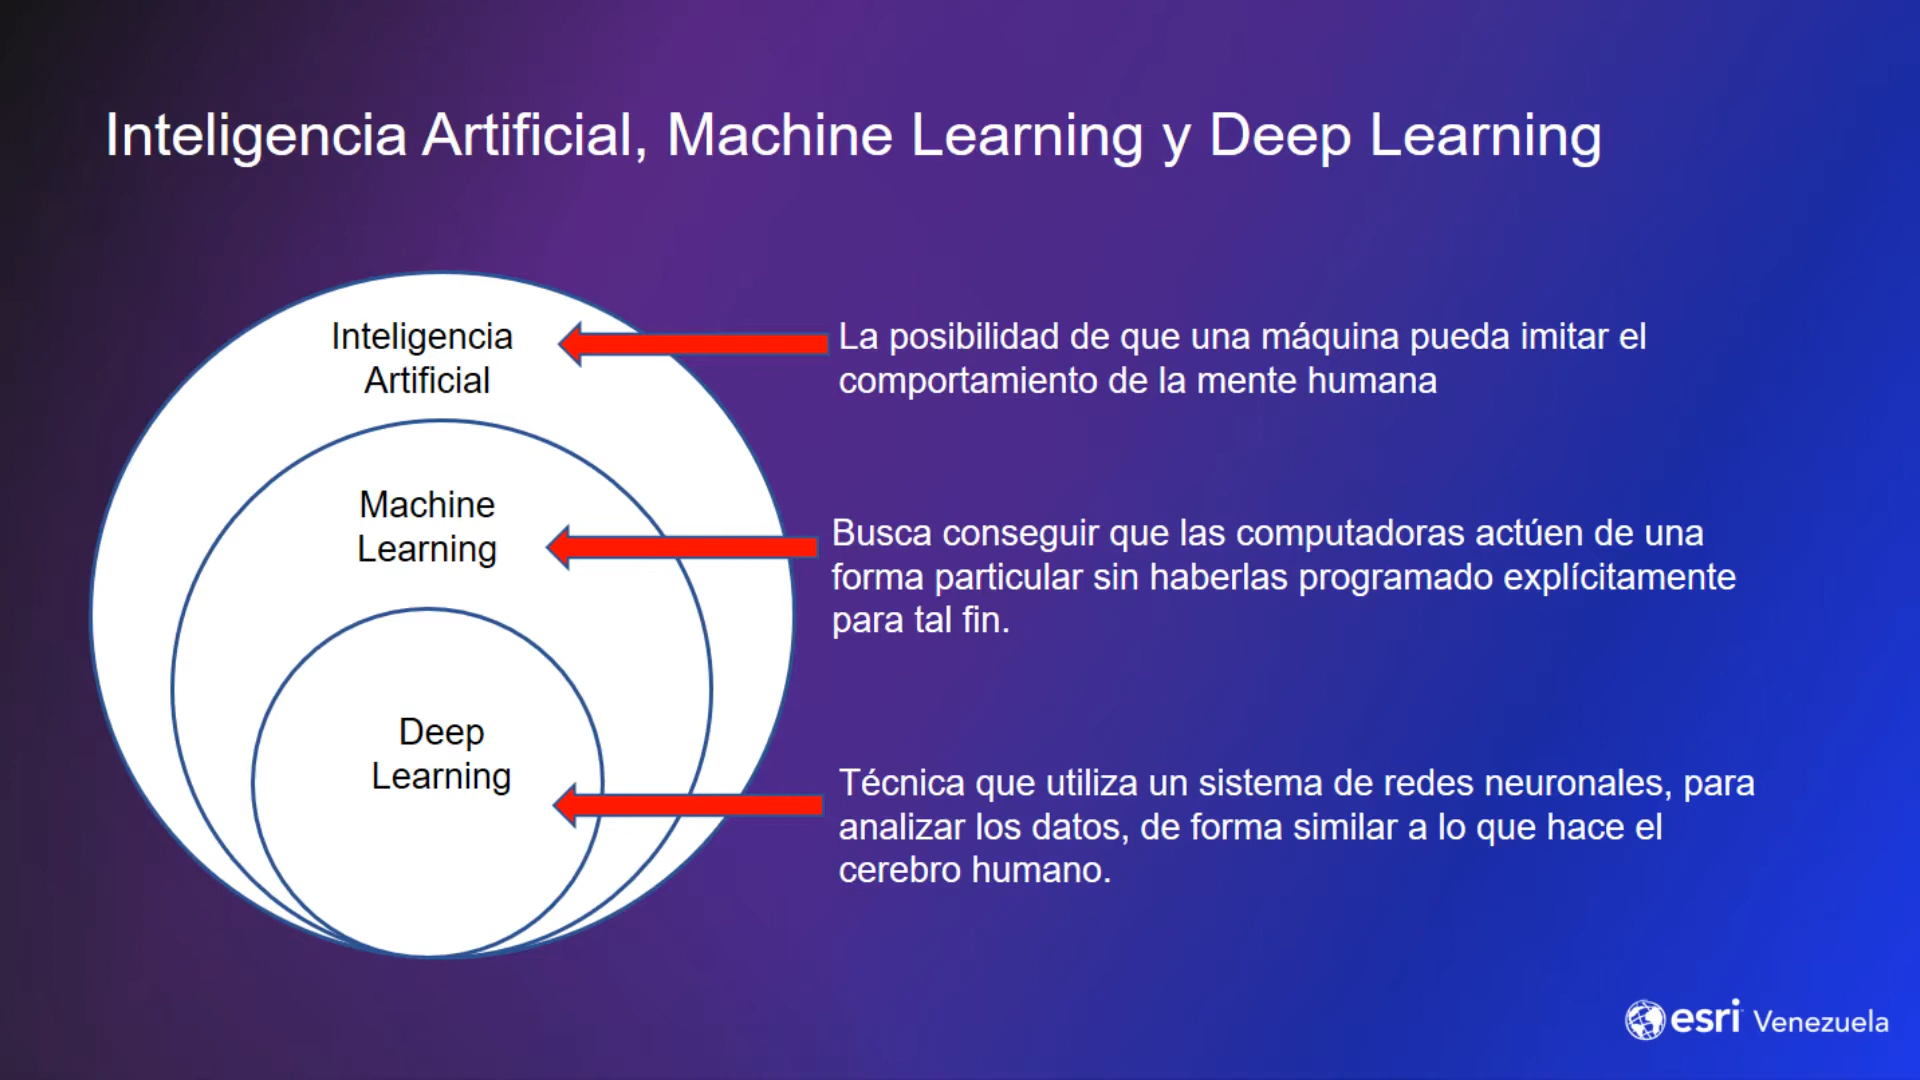 Inteligencia Artificial, Machine Learning y Deep Learning
Inteligencia
Artificial
La posibilidad de que una máquina pueda imitar el
comportamiento de la mente humana
Machine
Learning
Busca conseguir que las computadoras actúen de una
forma particular sin haberlas programado explícitamente
para tal fin.
Deep
Learning
Técnica que utiliza un sistema de redes neuronales, para
analizar los datos, de forma similar a lo que hace el
cerebro humano.
esri Venezuela